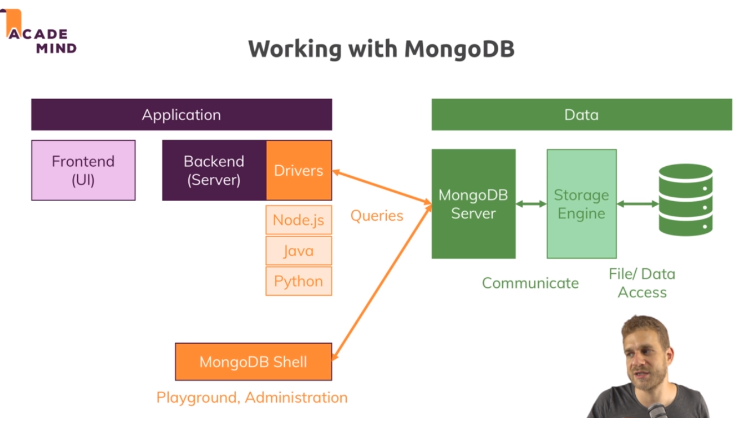 ACADE
MIND
Working with MongoDB
Application
Data
Frontend
(UI)
Backend
(Server)
Drivers
Node.js
Java
Python
Queries
MongoDB
Server
Storage
Engine
Communicate
File/ Data
Access
MongoDB Shell
Playground, Administration